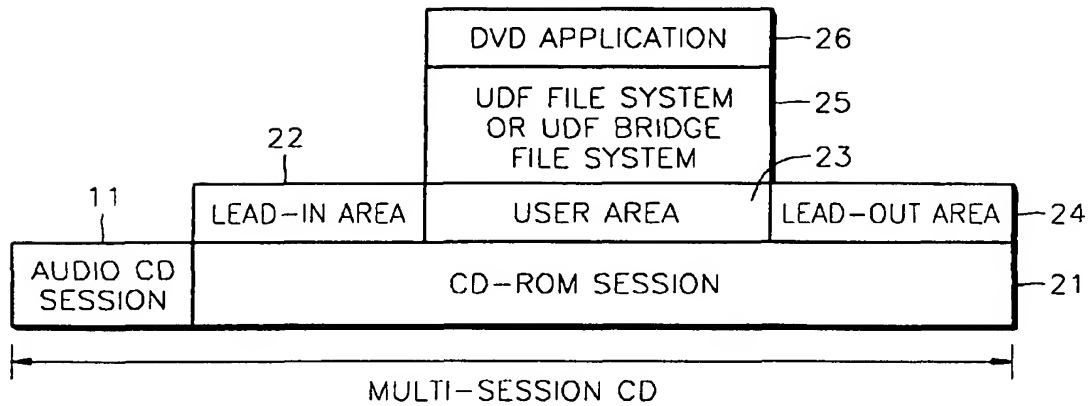 DVD APPLICATION
26
UDF FILE SYSTEM
OR UDF BRIDGE
FILE SYSTEM
25
22
23
11
LEAD-IN AREA
USER AREA
LEAD-OUT AREA
24
AUDIO CD
SESSION
CD-ROM SESSION
21
MULTI-SESSION CD